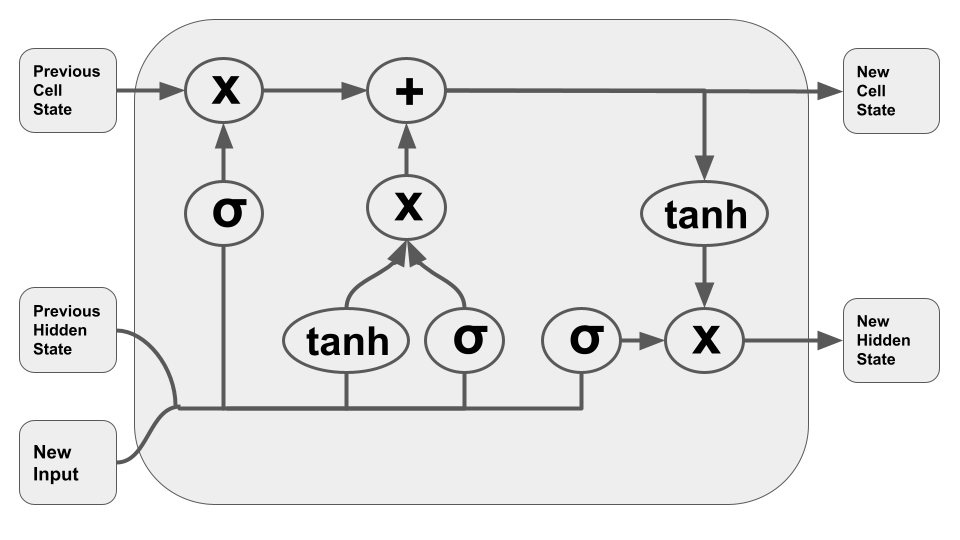 Previous
Cell
State
x
+
New
Cell
State
σ
x
tanh
Previous
Hidden
State
tanh
σ
σ
x
New
Hidden
State
New
Input